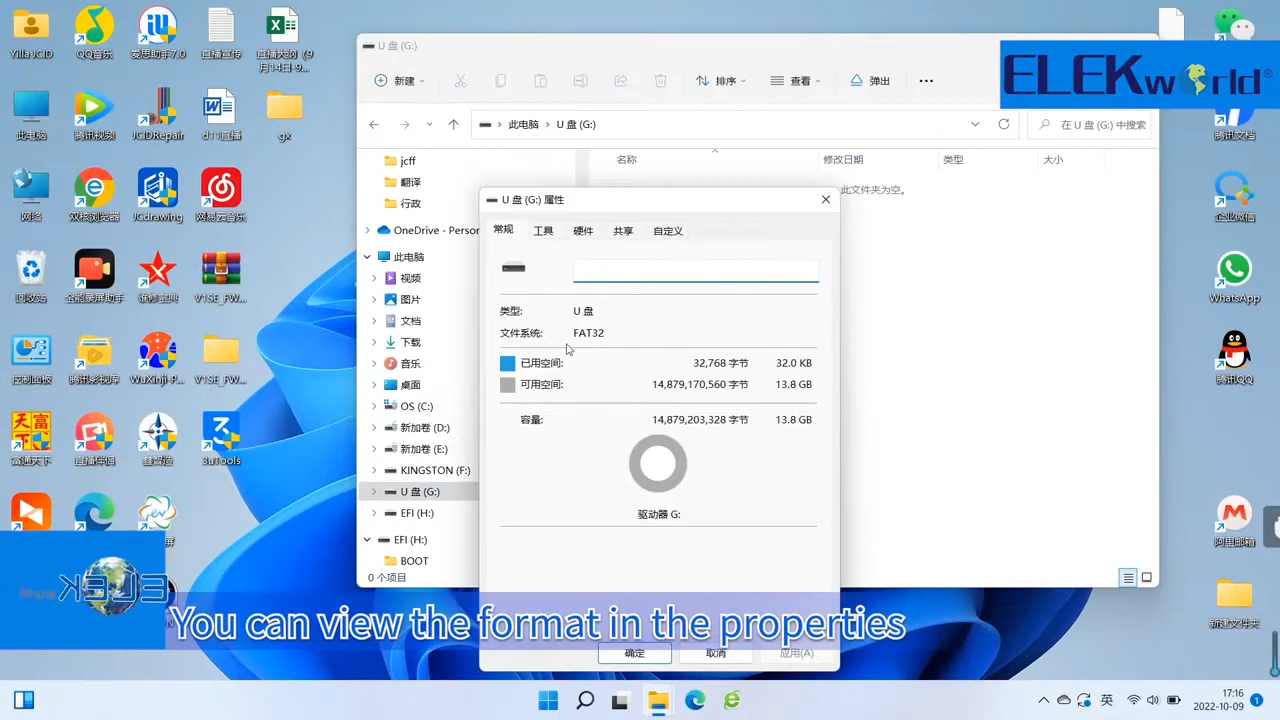 Villa JCID
QQ音乐
爱思助手7.0
直播宣传
直播大纲 (9月14日-9...
此电脑
腾讯视频
JCIDRepair
d11直播
gx
网络
双核浏览器
JCdrawing
网易云音乐
回收站
全能录屏助手
维修宝典
V1SE_FW...
控制面板
腾讯影视库
WuXinji-P...
V1SE_FW...
富通天下
直播伴侣
鑫智造
3uTools
U 盘 (G:)
新建
排序
查看
弹出
此电脑 > U 盘 (G:)
在 U 盘 (G:) 中搜索
名称
修改日期
类型
大小
此文件夹为空。
jcff
翻译
行政
OneDrive - Person
此电脑
视频
图片
文档
下载
音乐
桌面
OS (C:)
新加卷 (D:)
新加卷 (E:)
KINGSTON (F:)
U 盘 (G:)
EFI (H:)
EFI (H:)
BOOT
0 个项目
U 盘 (G:) 属性
常规
工具
硬件
共享
自定义
类型:
U 盘
文件系统:
FAT32
已用空间:
32,768 字节
32.0 KB
可用空间:
14,879,170,560 字节
13.8 GB
容量:
14,879,203,328 字节
13.8 GB
驱动器 G:
确定
取消
应用(A)
ELEKworld®
腾讯文档
企业微信
WhatsApp
腾讯QQ
阿里邮箱
新建文件夹
ELEK
You can view the format in the properties
英
17:16
2022-10-09
1